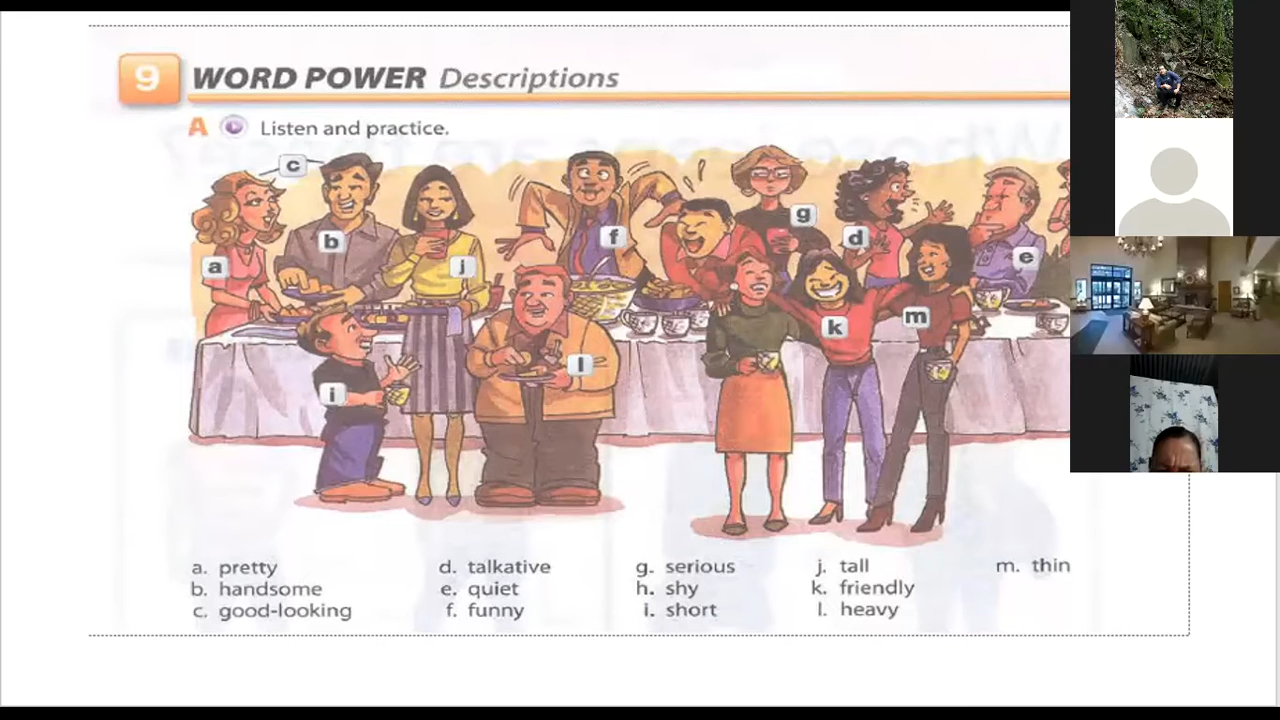 9 WORD POWER Descriptions
A Listen and practice.
c
b
g
f
d
a
j
e
m
k
l
i
a. pretty d. talkative g. serious j. tall m. thin
b. handsome e. quiet h. shy k. friendly
c. good-looking f. funny i. short l. heavy